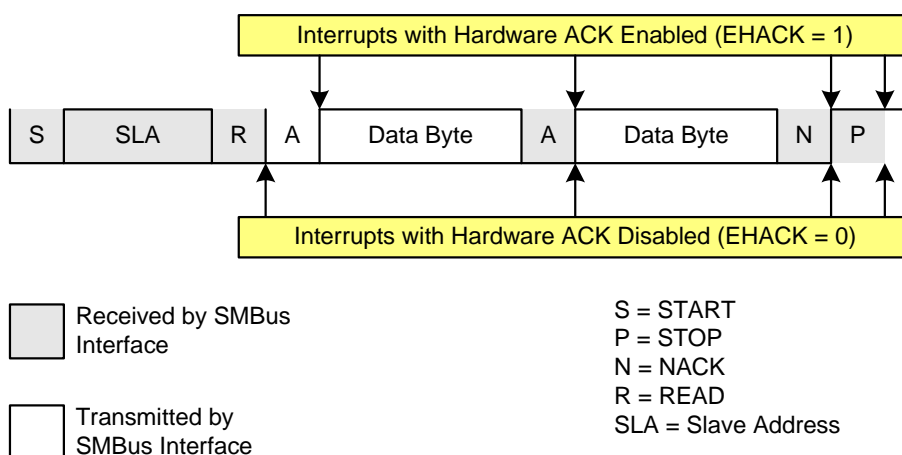 Interrupts with Hardware ACK Enabled (EHACK = 1)
S SLA R A Data Byte A Data Byte N P
Interrupts with Hardware ACK Disabled (EHACK = 0)
Received by SMBus
Interface
Transmitted by
SMBus Interface
S = START
P = STOP
N = NACK
R = READ
SLA = Slave Address